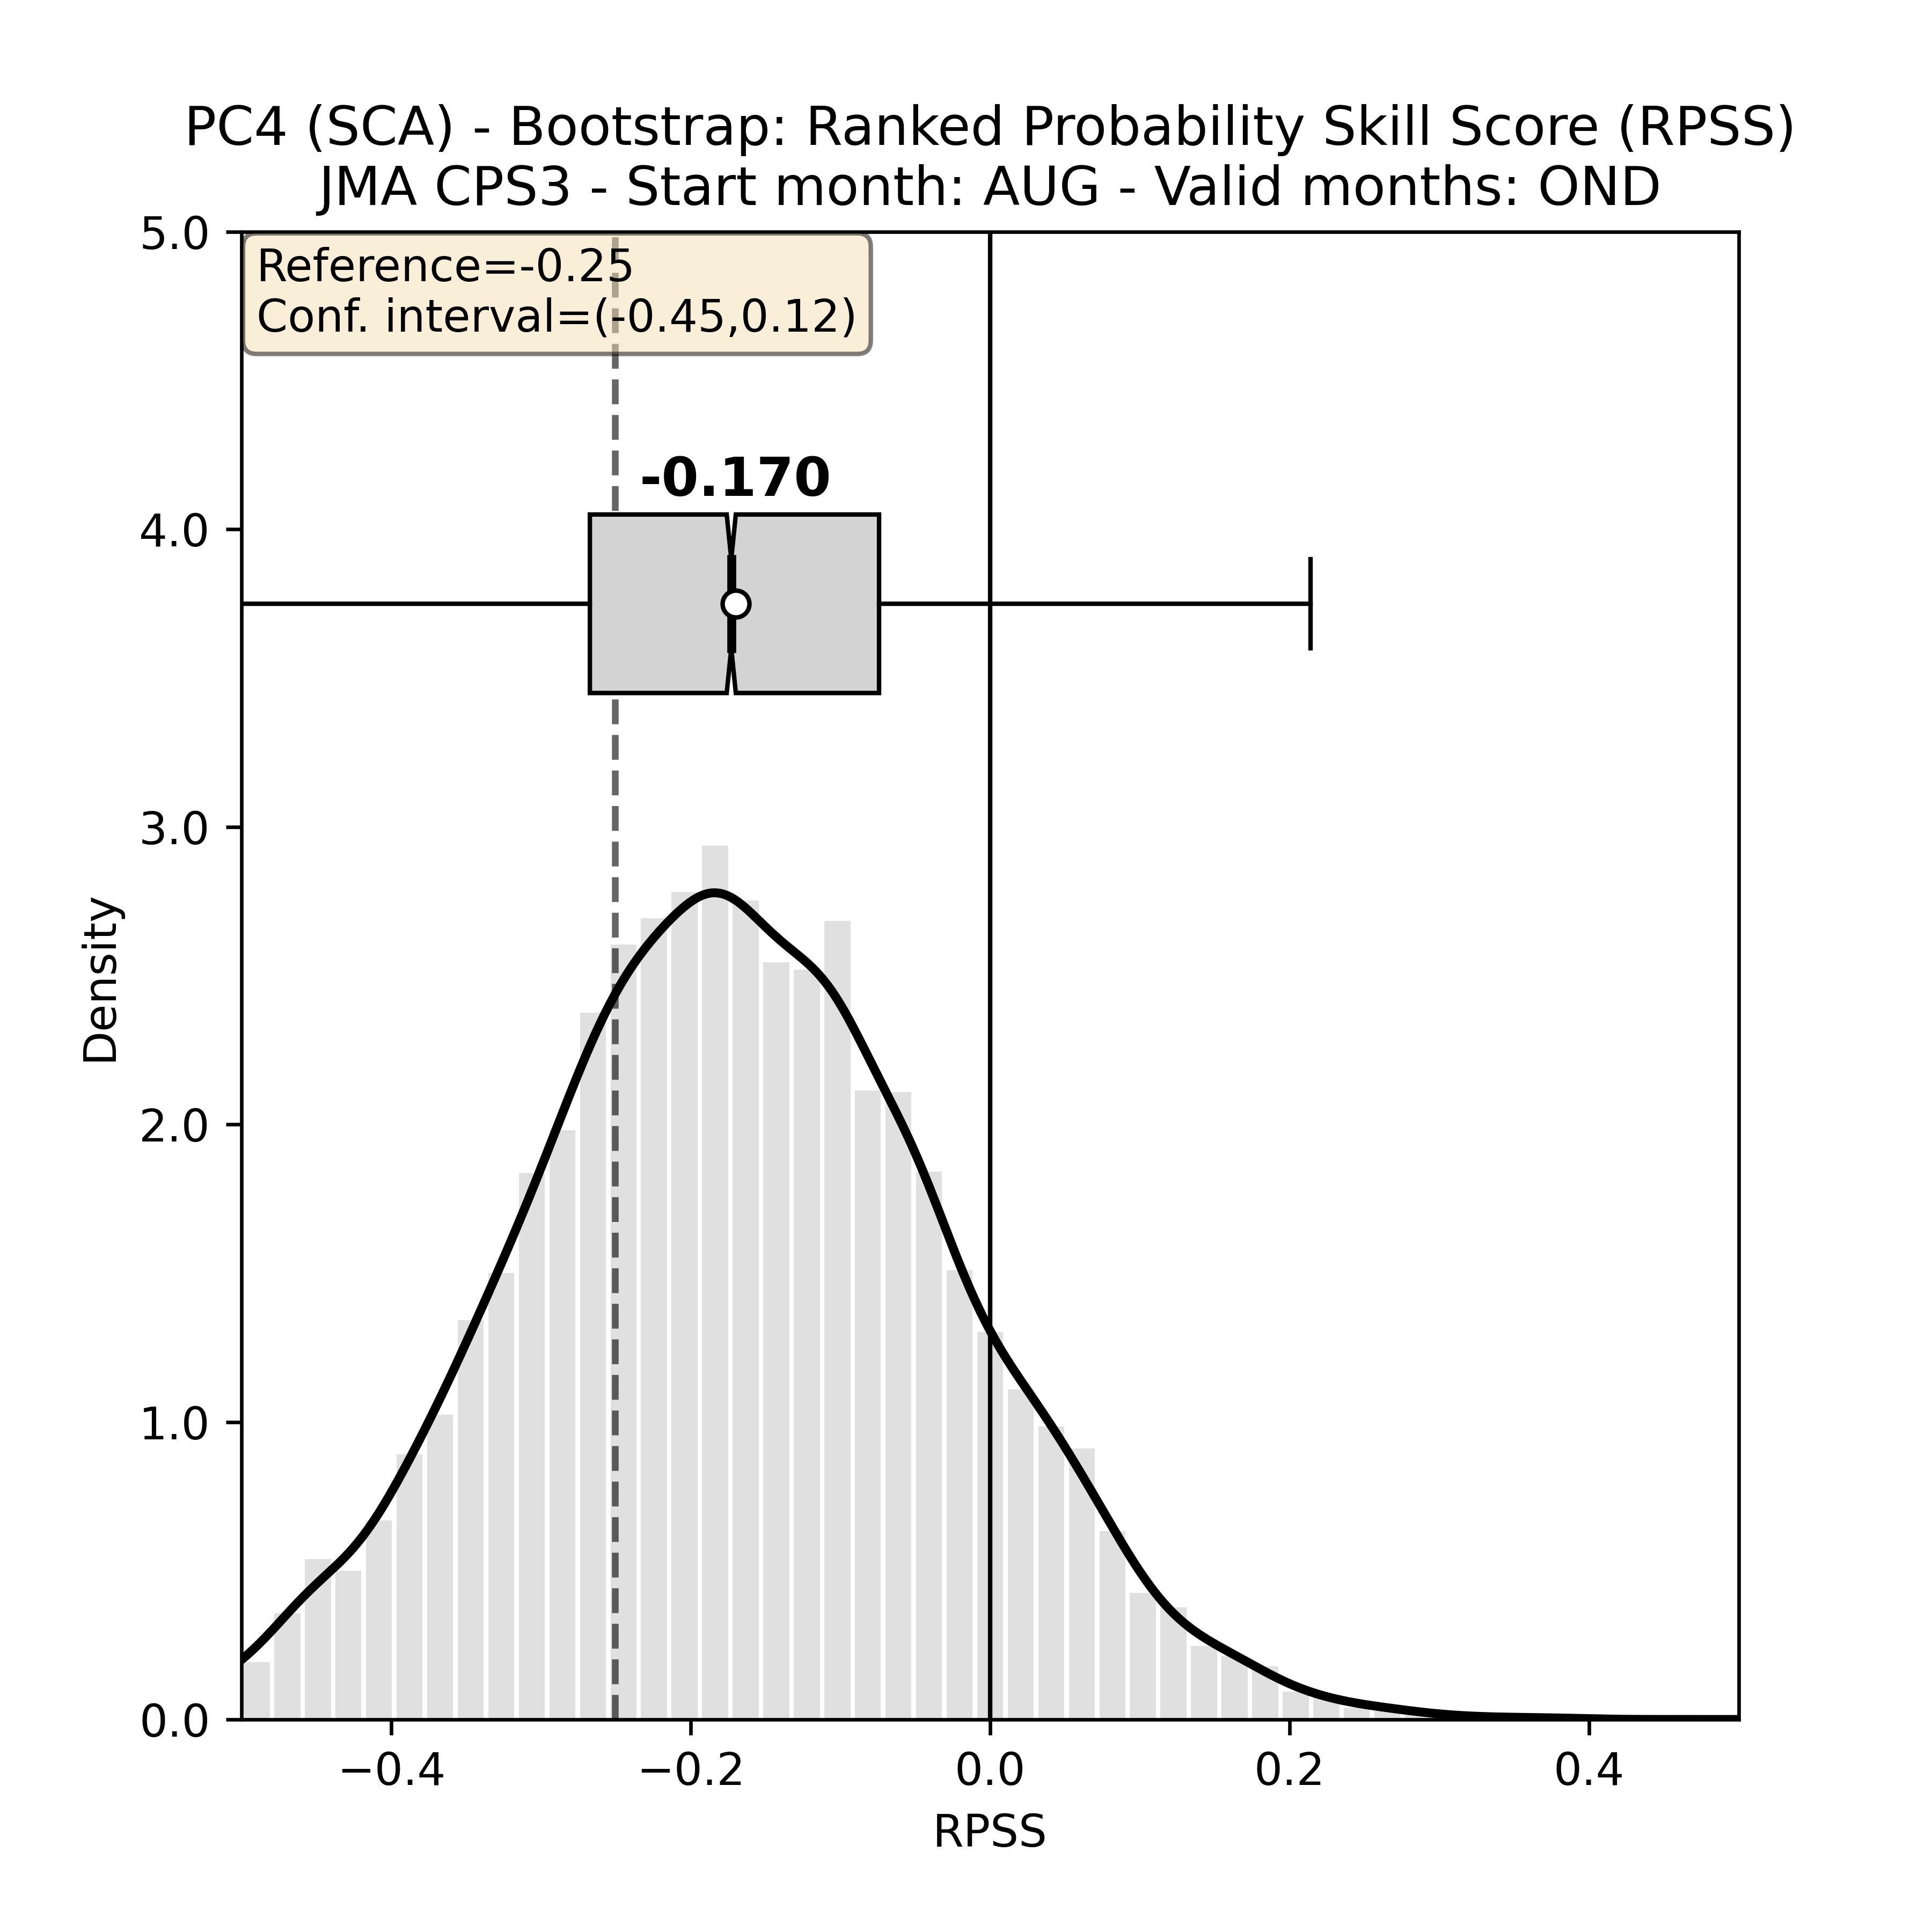 PC4 (SCA) - Bootstrap: Ranked Probability Skill Score (RPSS)
JMA CPS3 - Start month: AUG - Valid months: OND
5.0
Reference=-0.25
Conf. interval=(-0.45,0.12)
-0.170
4.0
3.0
Density
2.0
1.0
0.0
−0.4
−0.2
0.0
0.2
0.4
RPSS